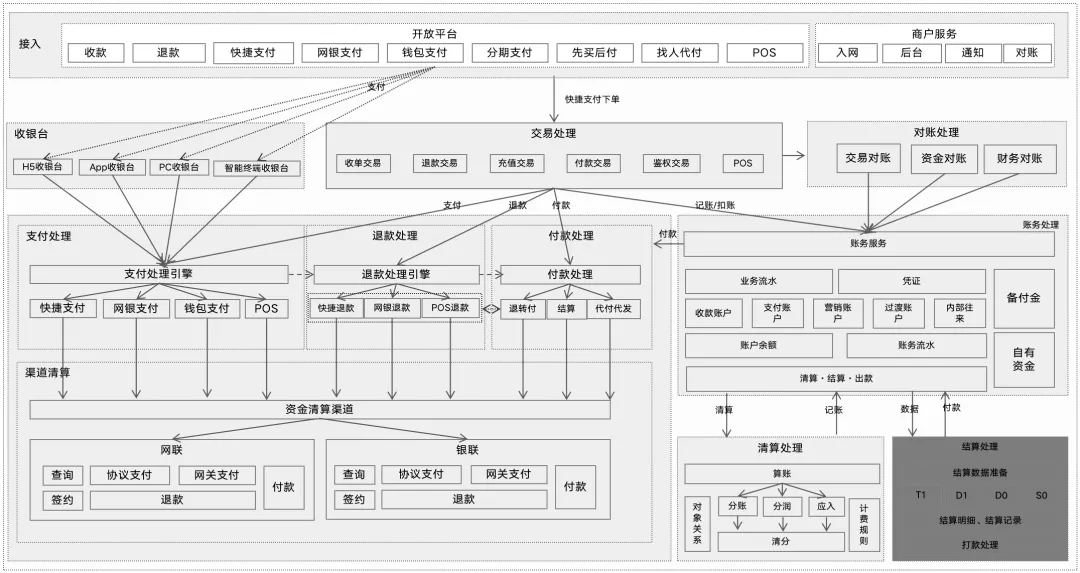 接入
开放平台
收款 退款 快捷支付 网银支付 钱包支付 分期支付 先买后付 找人代付 POS
商户服务
入网 后台 通知 对账
支付
快捷支付下单
收银台
H5收银台 App收银台 PC收银台 智能终端收银台
交易处理
收单交易 退款交易 充值交易 付款交易 鉴权交易 POS
对账处理
交易对账 资金对账 财务对账
支付 退款 付款 记账/扣账
支付处理
支付处理引擎
快捷支付 网银支付 钱包支付 POS
退款处理
退款处理引擎
快捷退款 网银退款 POS退款
付款处理
付款处理
退转付 结算 代付代发
付款
账务处理
账务服务
业务流水 凭证
收款账户 支付账
户 营销账
户 过渡账
户 内部往
来
账户余额 账务流水
清算·结算·出款
备付金
自有
资金
渠道清算
资金清算渠道
网联
查询 协议支付 网关支付
签约 退款
付款
银联
查询 协议支付 网关支付
签约 退款
付款
清算 记账 数据 付款
清算处理
算账
对
象
关
系
分账 分润 应入
清分
计
费
规
则
结算处理
结算数据准备
T1 D1 D0 S0
结算明细、结算记录
打款处理